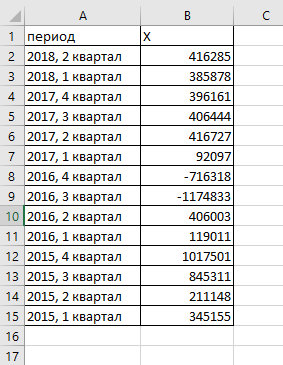 A B C
1 период X
2 2018, 2 квартал 416285
3 2018, 1 квартал 385878
4 2017, 4 квартал 396161
5 2017, 3 квартал 406444
6 2017, 2 квартал 416727
7 2017, 1 квартал 92097
8 2016, 4 квартал -716318
9 2016, 3 квартал -1174833
10 2016, 2 квартал 406003
11 2016, 1 квартал 119011
12 2015, 4 квартал 1017501
13 2015, 3 квартал 845311
14 2015, 2 квартал 211148
15 2015, 1 квартал 345155
16
17